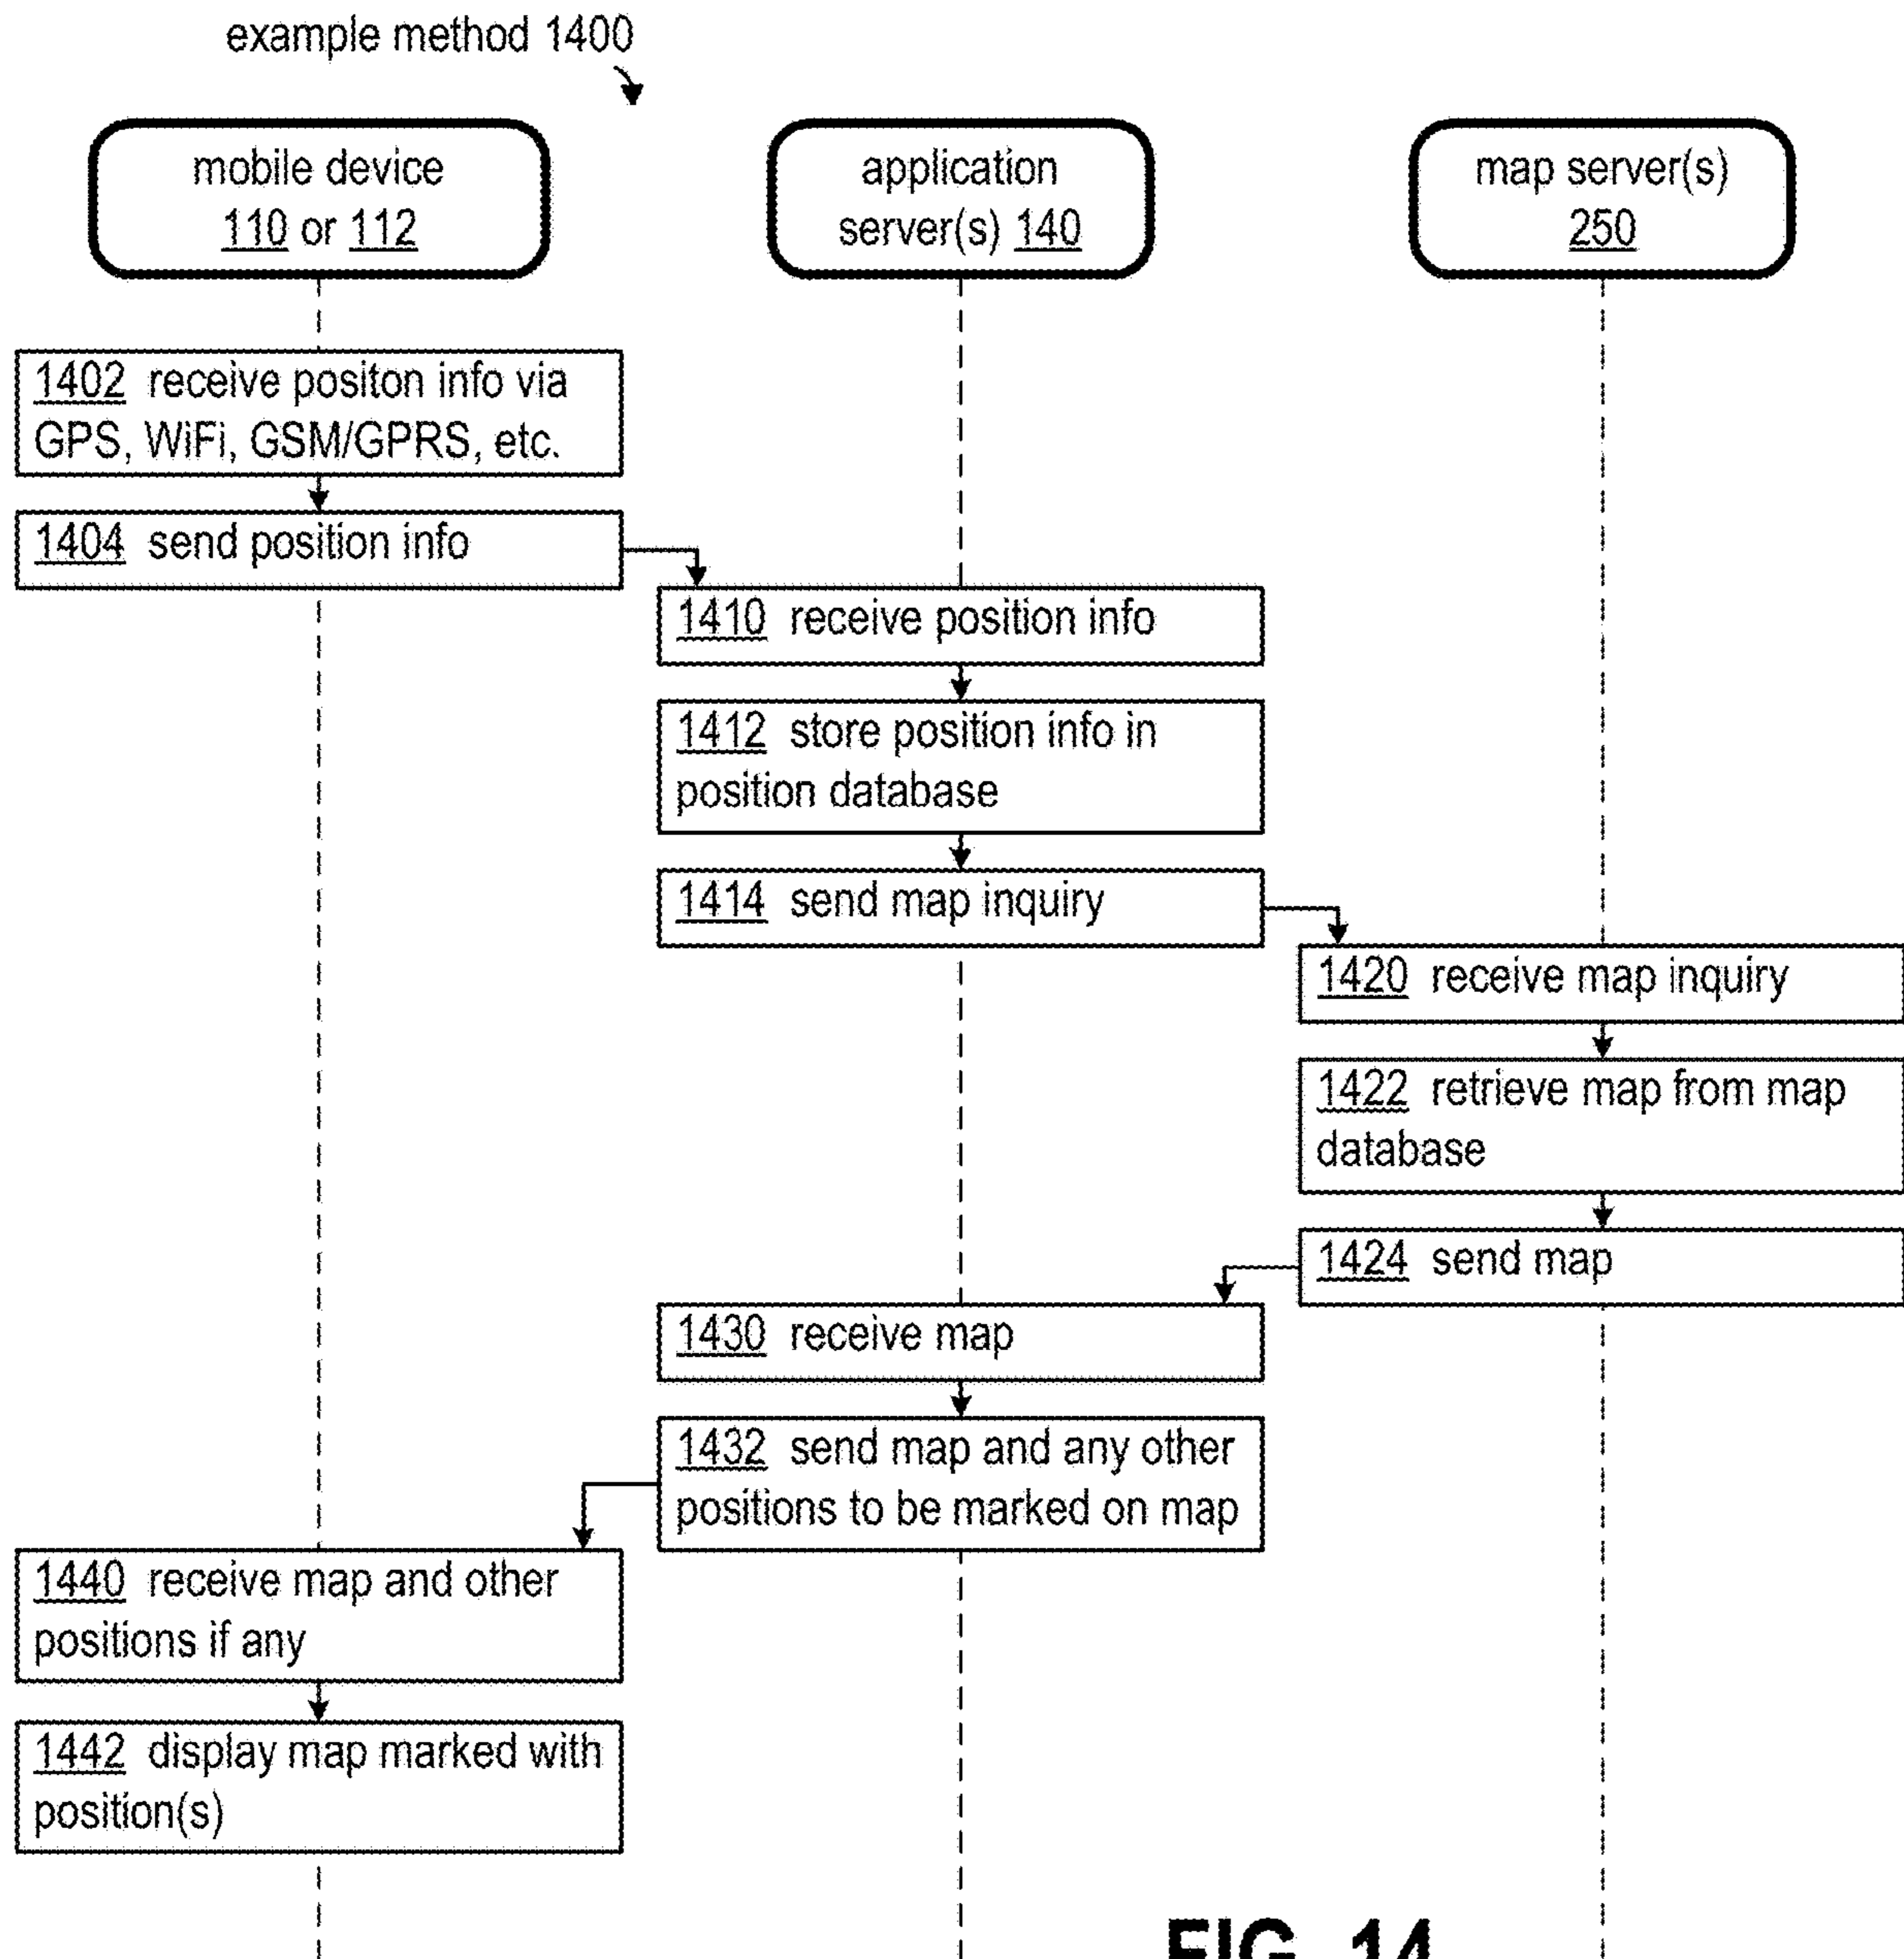 example method 1400
mobile device
110 or 112
application
server(s) 140
map server(s)
250
1402 receive positon info via
GPS, WiFi, GSM/GPRS, etc.
1404 send position info
1410 receive position info
1412 store position info in
position database
1414 send map inquiry
1420 receive map inquiry
1422 retrieve map from map
database
1424 send map
1430 receive map
1432 send map and any other
positions to be marked on map
1440 receive map and other
positions if any
1442 display map marked with
position(s)
FIG. 14